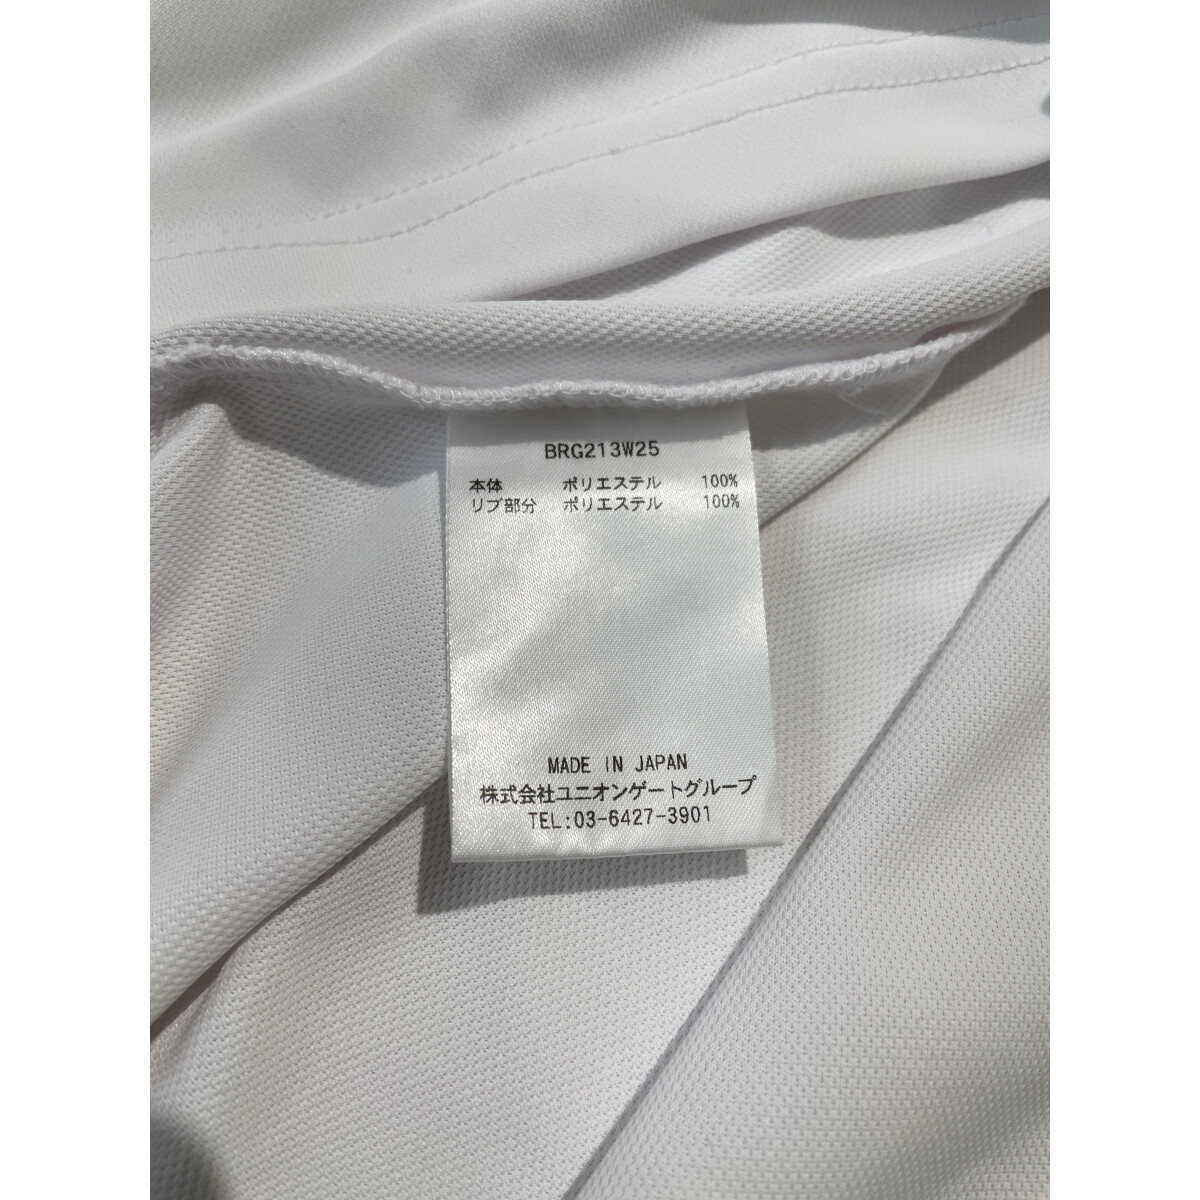 BRG213W25
本体 ポリエステル 100%
リブ部分 ポリエステル 100%
MADE IN JAPAN
株式会社ユニオンゲートグループ
TEL:03-6427-3901